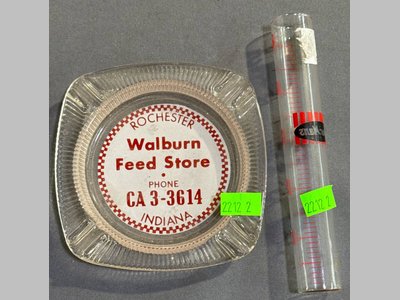 ROCHESTER
Walburn
Feed Store
• PHONE •
CA 3-3614
INDIANA
2212 2
2212 2